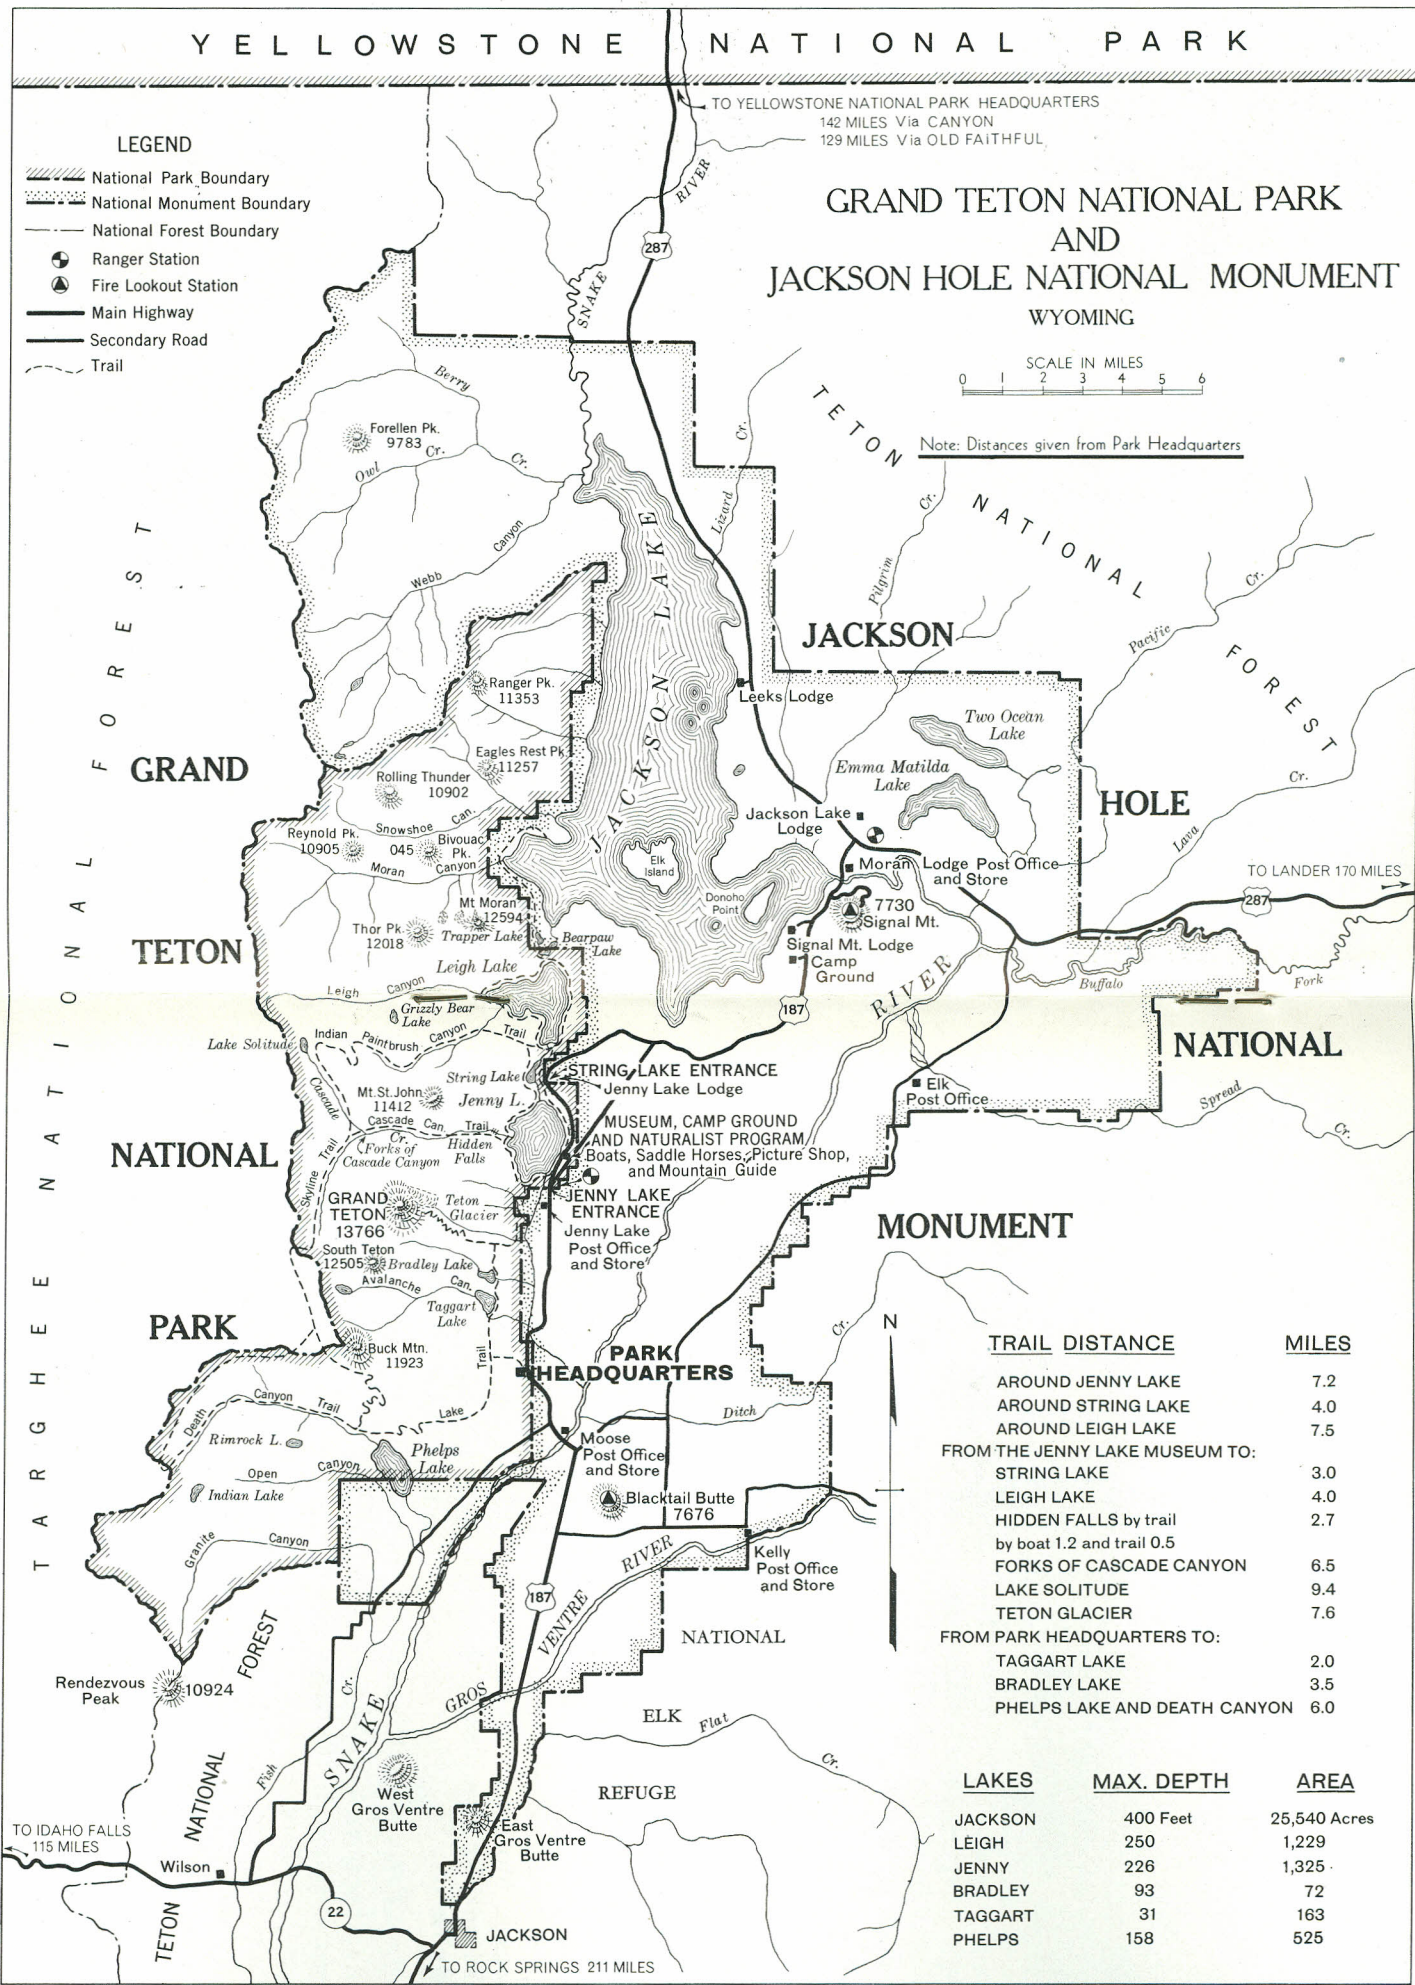 YELLOWSTONE NATIONAL PARK
TO YELLOWSTONE NATIONAL PARK HEADQUARTERS
142 MILES Via CANYON
129 MILES Via OLD FAITHFUL
LEGEND
National Park Boundary
National Monument Boundary
National Forest Boundary
Ranger Station
Fire Lookout Station
Main Highway
Secondary Road
Trail
GRAND TETON NATIONAL PARK
AND
JACKSON HOLE NATIONAL MONUMENT
WYOMING
SCALE IN MILES
0 1 2 3 4 5 6
Note: Distances given from Park Headquarters
RIVER
287
SNAKE
TETON NATIONAL FOREST
Berry
Cr.
Forellen Pk.
9783
Owl
Cr.
Lizard
Cr.
Pilgrim
Cr.
Pacific
Cr.
Webb
Canyon
JACKSON LAKE
JACKSON
Ranger Pk.
11353
Leeks Lodge
Two Ocean
Lake
Eagles Rest Pk.
11257
Emma Matilda
Lake
Rolling Thunder
10902
GRAND
HOLE
Lava
Cr.
Snowshoe
Can.
Jackson Lake
Lodge
Reynold Pk.
10905
045
Bivouac
Pk.
Moran
Canyon
Elk
Island
Moran
Lodge Post Office
and Store
TO LANDER 170 MILES
287
Donoho
Point
7730
Signal Mt.
Mt Moran
12594
Thor Pk.
12018
Trapper Lake
Bearpaw
Lake
Signal Mt. Lodge
Camp
Ground
TETON
Leigh Lake
Leigh
Canyon
Grizzly Bear
Lake
187
RIVER
Buffalo
Fork
Indian
Paintbrush
Canyon
Trail
Lake Solitude
NATIONAL
String Lake
STRING LAKE ENTRANCE
Jenny Lake Lodge
Elk
Post Office
Spread
Cr.
Cascade
Mt. St. John
11412
Jenny L.
Cascade
Can.
Trail
Cr.
Forks of
Cascade Canyon
Hidden
Falls
MUSEUM, CAMP GROUND
AND NATURALIST PROGRAM
Boats, Saddle Horses, Picture Shop,
and Mountain Guide
NATIONAL
Skyline
Trail
GRAND
TETON
13766
Teton
Glacier
JENNY LAKE
ENTRANCE
Jenny Lake
Post Office
and Store
MONUMENT
South Teton
12505
Bradley Lake
Avalanche
Can.
Taggart
Lake
PARK
Buck Mtn.
11923
Trail
PARK
HEADQUARTERS
Cr.
Ditch
Death
Canyon
Trail
Lake
Rimrock L.
Phelps
Lake
Moose
Post Office
and Store
Open
Canyon
Indian Lake
Blacktail Butte
7676
Granite
Canyon
RIVER
Kelly
Post Office
and Store
187
VENTRE
GROS
NATIONAL
ELK
REFUGE
Flat
Cr.
Rendezvous
Peak
10924
FOREST
NATIONAL
TETON
Cr.
Fish
SNAKE
West
Gros Ventre
Butte
East
Gros Ventre
Butte
TO IDAHO FALLS
115 MILES
Wilson
22
JACKSON
TO ROCK SPRINGS 211 MILES
TARGHEE NATIONAL FOREST
N
TRAIL DISTANCE MILES
AROUND JENNY LAKE 7.2
AROUND STRING LAKE 4.0
AROUND LEIGH LAKE 7.5
FROM THE JENNY LAKE MUSEUM TO:
STRING LAKE 3.0
LEIGH LAKE 4.0
HIDDEN FALLS by trail 2.7
by boat 1.2 and trail 0.5
FORKS OF CASCADE CANYON 6.5
LAKE SOLITUDE 9.4
TETON GLACIER 7.6
FROM PARK HEADQUARTERS TO:
TAGGART LAKE 2.0
BRADLEY LAKE 3.5
PHELPS LAKE AND DEATH CANYON 6.0
LAKES MAX. DEPTH AREA
JACKSON 400 Feet 25,540 Acres
LEIGH 250 1,229
JENNY 226 1,325
BRADLEY 93 72
TAGGART 31 163
PHELPS 158 525